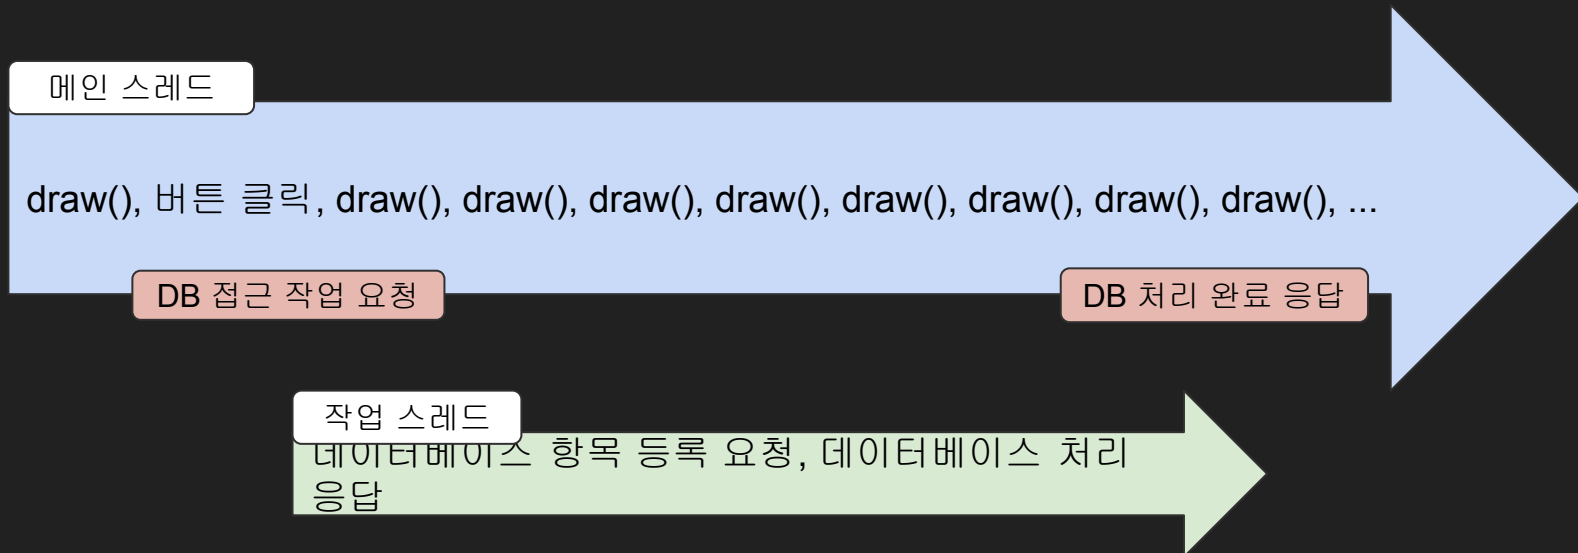 메인 스레드
draw(), 버튼 클릭, draw(), draw(), draw(), draw(), draw(), draw(), draw(), draw(), ...
DB 접근 작업 요청
DB 처리 완료 응답
작업 스레드
데이터베이스 항목 등록 요청, 데이터베이스 처리
응답